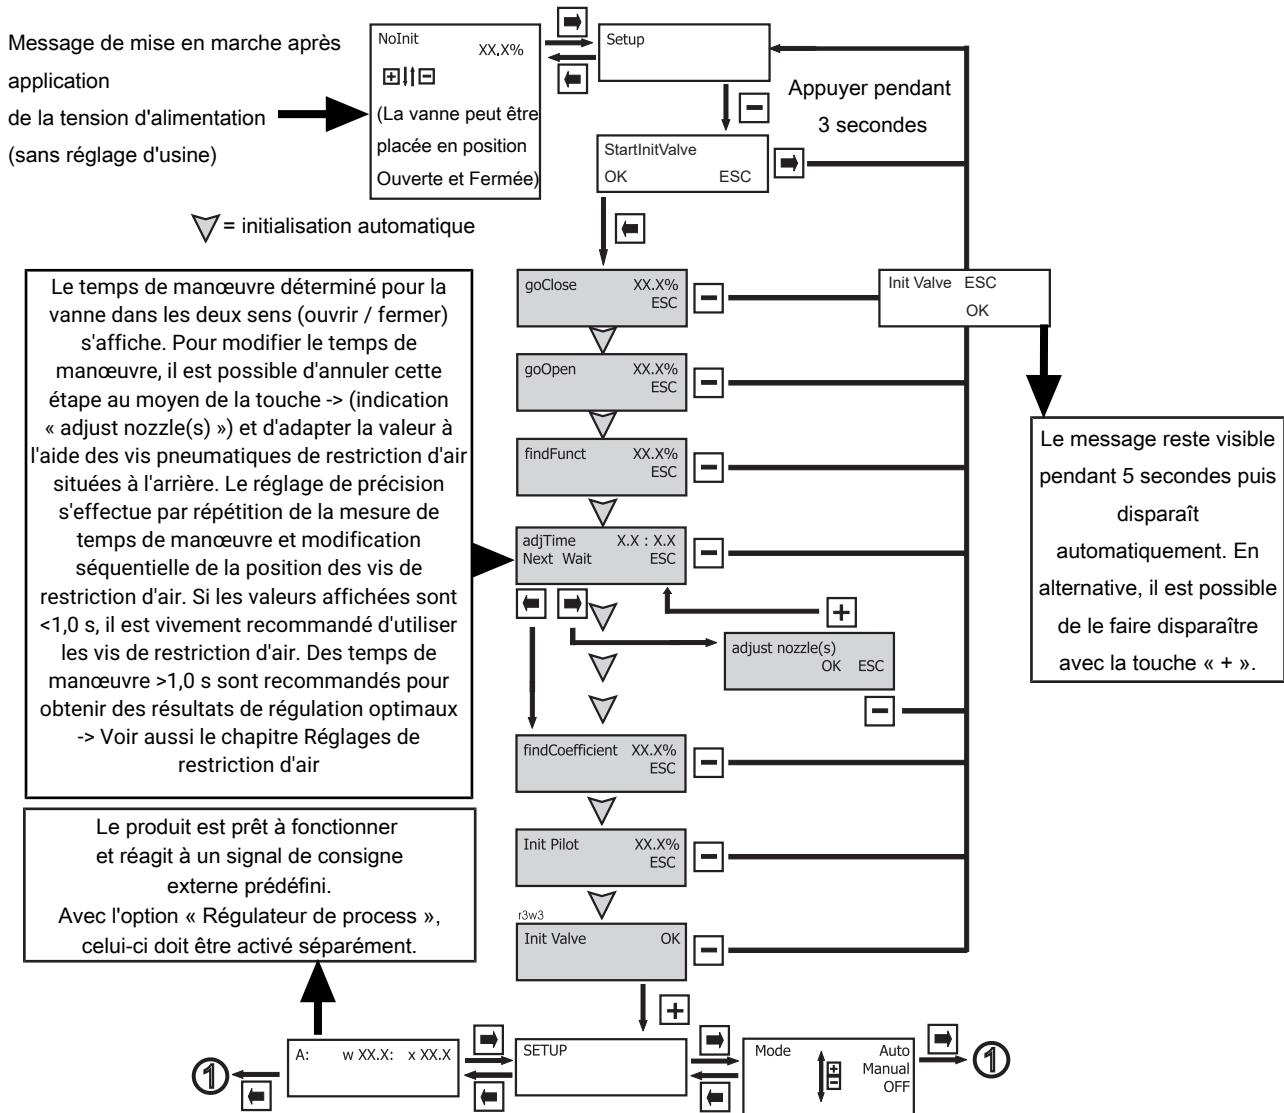 Message de mise en marche après
application
de la tension d'alimentation
(sans réglage d'usine)
NoInit
XX.X%
(La vanne peut être
placée en position
Ouverte et Fermée)
Setup
Appuyer pendant
3 secondes
StartInitValve
OK ESC
= initialisation automatique
Le temps de manœuvre déterminé pour la
vanne dans les deux sens (ouvrir / fermer)
s'affiche. Pour modifier le temps de
manœuvre, il est possible d'annuler cette
étape au moyen de la touche -> (indication
« adjust nozzle(s) ») et d'adapter la valeur à
l'aide des vis pneumatiques de restriction d'air
situées à l'arrière. Le réglage de précision
s'effectue par répétition de la mesure de
temps de manœuvre et modification
séquentielle de la position des vis de
restriction d'air. Si les valeurs affichées sont
<1,0 s, il est vivement recommandé d'utiliser
les vis de restriction d'air. Des temps de
manœuvre >1,0 s sont recommandés pour
obtenir des résultats de régulation optimaux
-> Voir aussi le chapitre Réglages de
restriction d'air
goClose XX.X%
ESC
Init Valve ESC
OK
goOpen XX.X%
ESC
findFunct XX.X%
ESC
adjTime X.X : X.X
Next Wait ESC
adjust nozzle(s)
OK ESC
Le message reste visible
pendant 5 secondes puis
disparaît
automatiquement. En
alternative, il est possible
de le faire disparaître
avec la touche « + ».
findCoefficient XX.X%
ESC
Init Pilot XX.X%
ESC
r3w3
Init Valve OK
Le produit est prêt à fonctionner
et réagit à un signal de consigne
externe prédéfini.
Avec l'option « Régulateur de process »,
celui-ci doit être activé séparément.
1
A: w XX.X: x XX.X
SETUP
Mode Auto
Manual
OFF
1